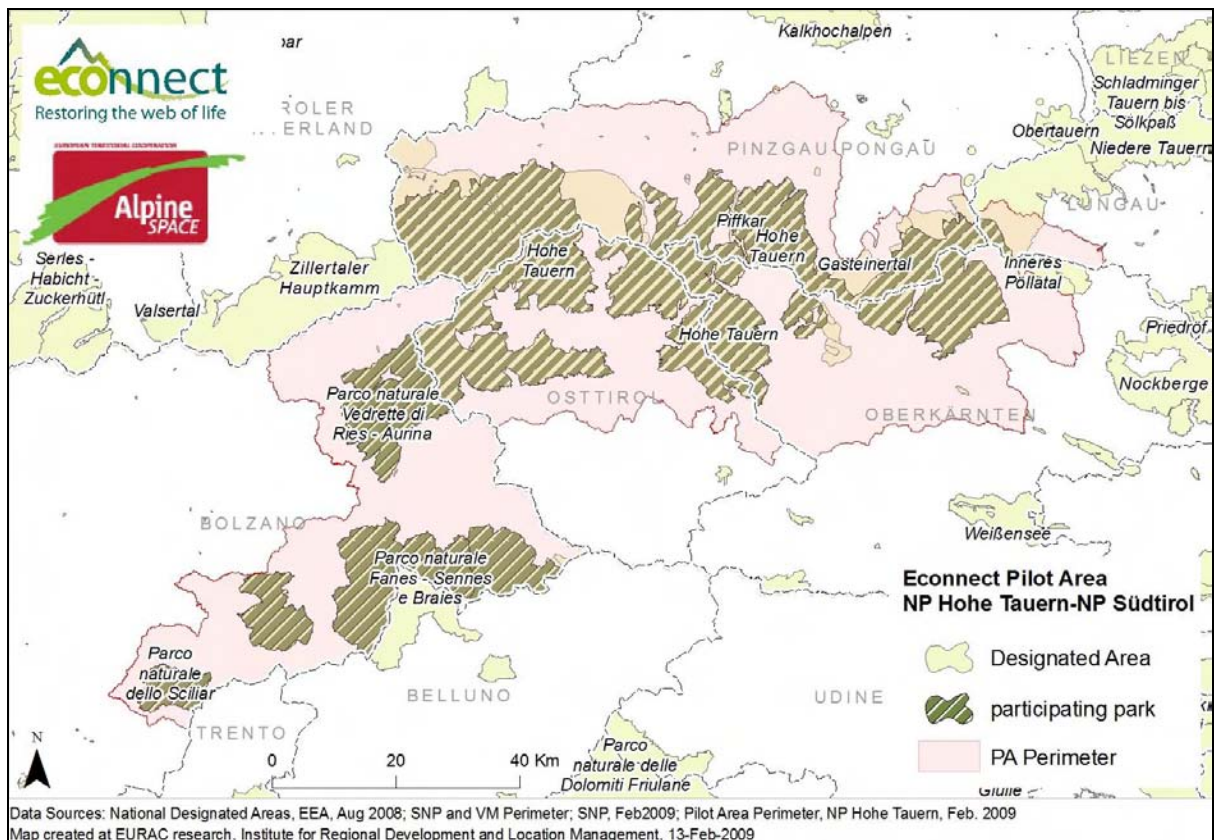 Kalkhochalpen
econnect
Restoring the web of life
EUROPEAN TERRITORIAL COOPERATION
Alpine
SPACE
LIEZEN
Schladminger
Tauern bis
Sölkpaß
Obertauern
Niedere Tauern
PINZGAU PONGAU
LUNGAU
Piffkar
Hohe
Tauern
Hohe
Tauern
Gasteinertal
Inneres
Pöllatal
Serles -
Habicht -
Zuckerhütl
Zillertaler
Hauptkamm
Valsertal
Hohe Tauern
Priedröf
Nockberge
Parco naturale
Vedrette di
Ries - Aurina
OSTTIROL
OBERKÄRNTEN
BOLZANO
Weißensee
Parco naturale
Fanes - Sennes
e Braies
Parco
naturale
dello Sciliar
BELLUNO
UDINE
TRENTO
Parco
naturale delle
Dolomiti Friulane
N
0 20 40 Km
Econnect Pilot Area
NP Hohe Tauern-NP Südtirol
Designated Area
participating park
PA Perimeter
Data Sources: National Designated Areas, EEA, Aug 2008; SNP and VM Perimeter; SNP, Feb2009; Pilot Area Perimeter, NP Hohe Tauern, Feb. 2009
Map created at EURAC research, Institute for Regional Development and Location Management, 13-Feb-2009